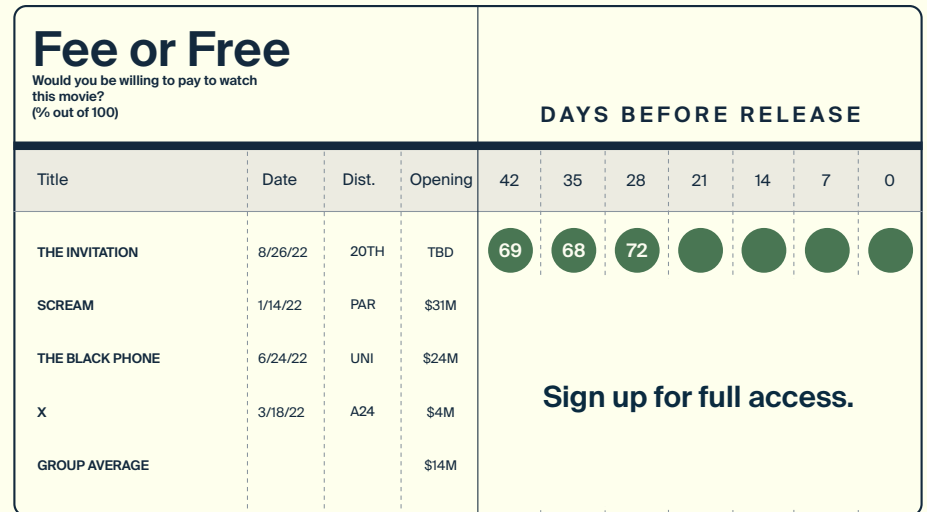 Fee or Free
Would you be willing to pay to watch
this movie?
(% out of 100)
DAYS BEFORE RELEASE
Title Date Dist. Opening 42 35 28 21 14 7 0
THE INVITATION 8/26/22 20TH TBD 69 68 72
SCREAM 1/14/22 PAR $31M
THE BLACK PHONE 6/24/22 UNI $24M
Sign up for full access.
X 3/18/22 A24 $4M
GROUP AVERAGE $14M